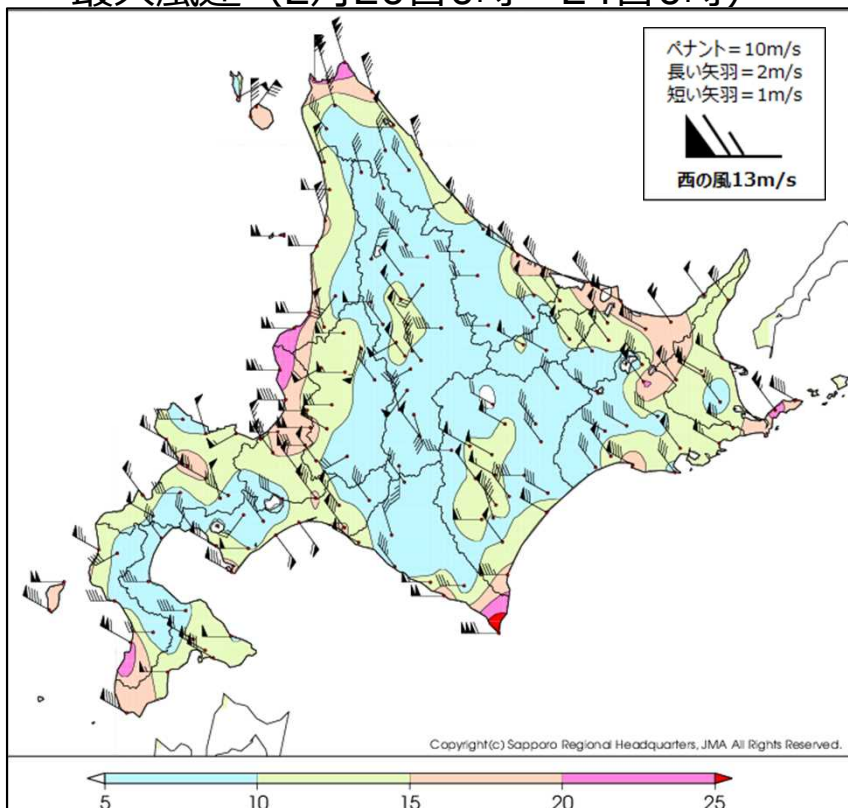 ペナント＝10m/s
長い矢羽＝2m/s
短い矢羽＝1m/s
西の風13m/s
Copyright(c) Sapporo Regional Headquarters, JMA All Rights Reserved.
5 10 15 20 25